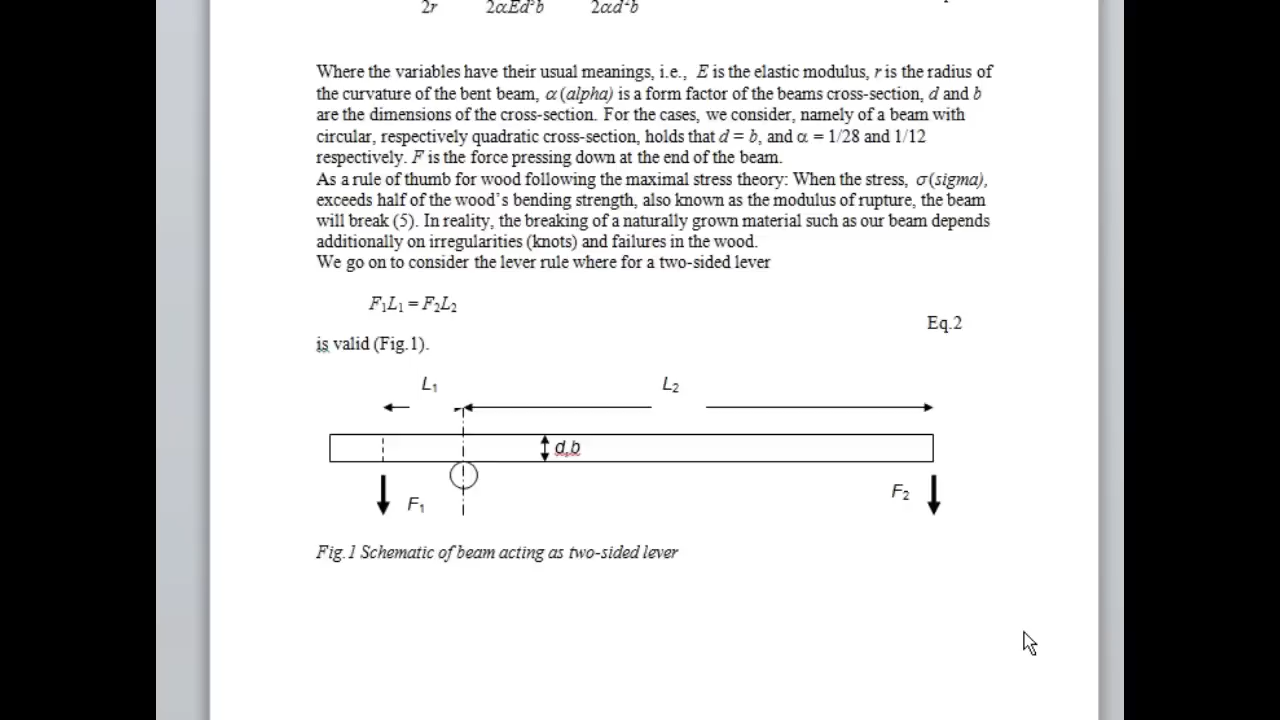 2r 2αEd³b 2αd²b
Where the variables have their usual meanings, i.e., E is the elastic modulus, r is the radius of
the curvature of the bent beam, α (alpha) is a form factor of the beams cross-section, d and b
are the dimensions of the cross-section. For the cases, we consider, namely of a beam with
circular, respectively quadratic cross-section, holds that d = b, and α = 1/28 and 1/12
respectively. F is the force pressing down at the end of the beam.
As a rule of thumb for wood following the maximal stress theory: When the stress, σ(sigma),
exceeds half of the wood's bending strength, also known as the modulus of rupture, the beam
will break (5). In reality, the breaking of a naturally grown material such as our beam depends
additionally on irregularities (knots) and failures in the wood.
We go on to consider the lever rule where for a two-sided lever
F₁L₁ = F₂L₂
Eq.2
is valid (Fig.1).
L₁ L₂
d,b
F₁ F₂
Fig.1 Schematic of beam acting as two-sided lever